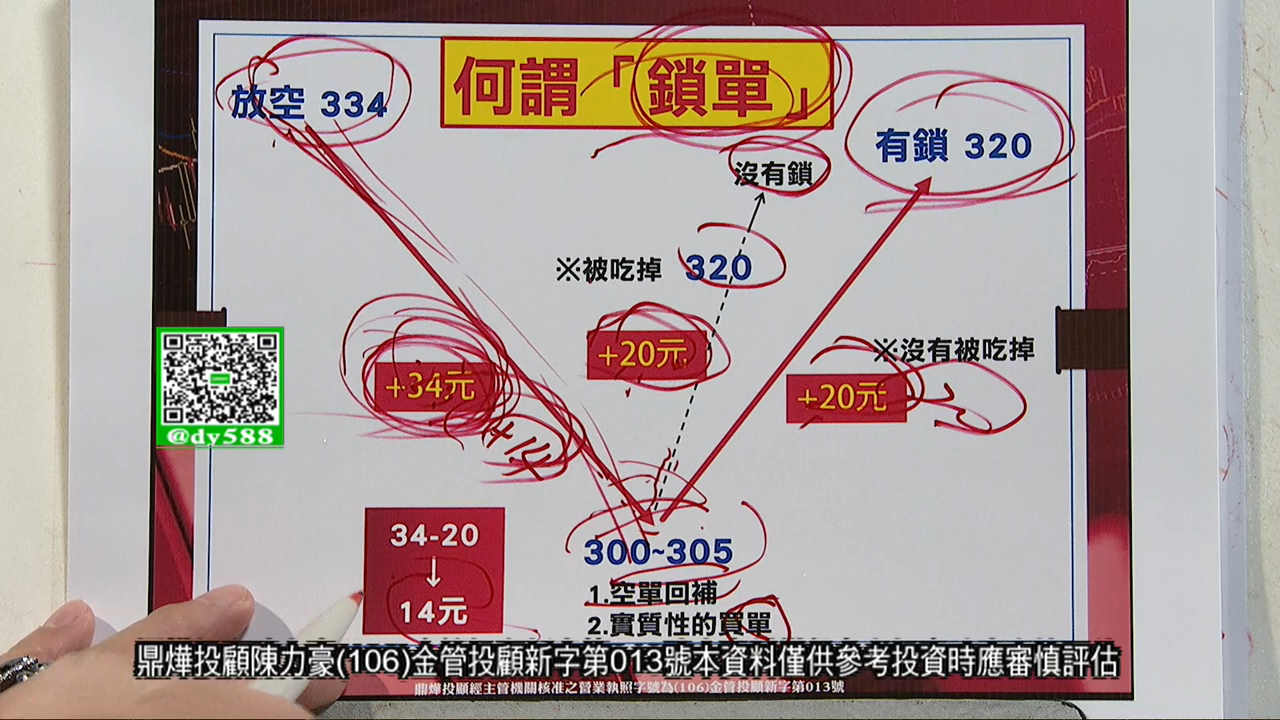 何謂「鎖單」
放空 334
有鎖 320
沒有鎖
※被吃掉 320
+20元
※沒有被吃掉
+34元
+20元
+14
@dy588
34-20
↓
14元
300~305
1.空單回補
2.實質性的買單
鼎燁投顧陳力豪(106)金管投顧新字第013號本資料僅供參考投資時應審慎評估
鼎燁投顧經主管機關核准之營業執照字號為(106)金管投顧新字第013號